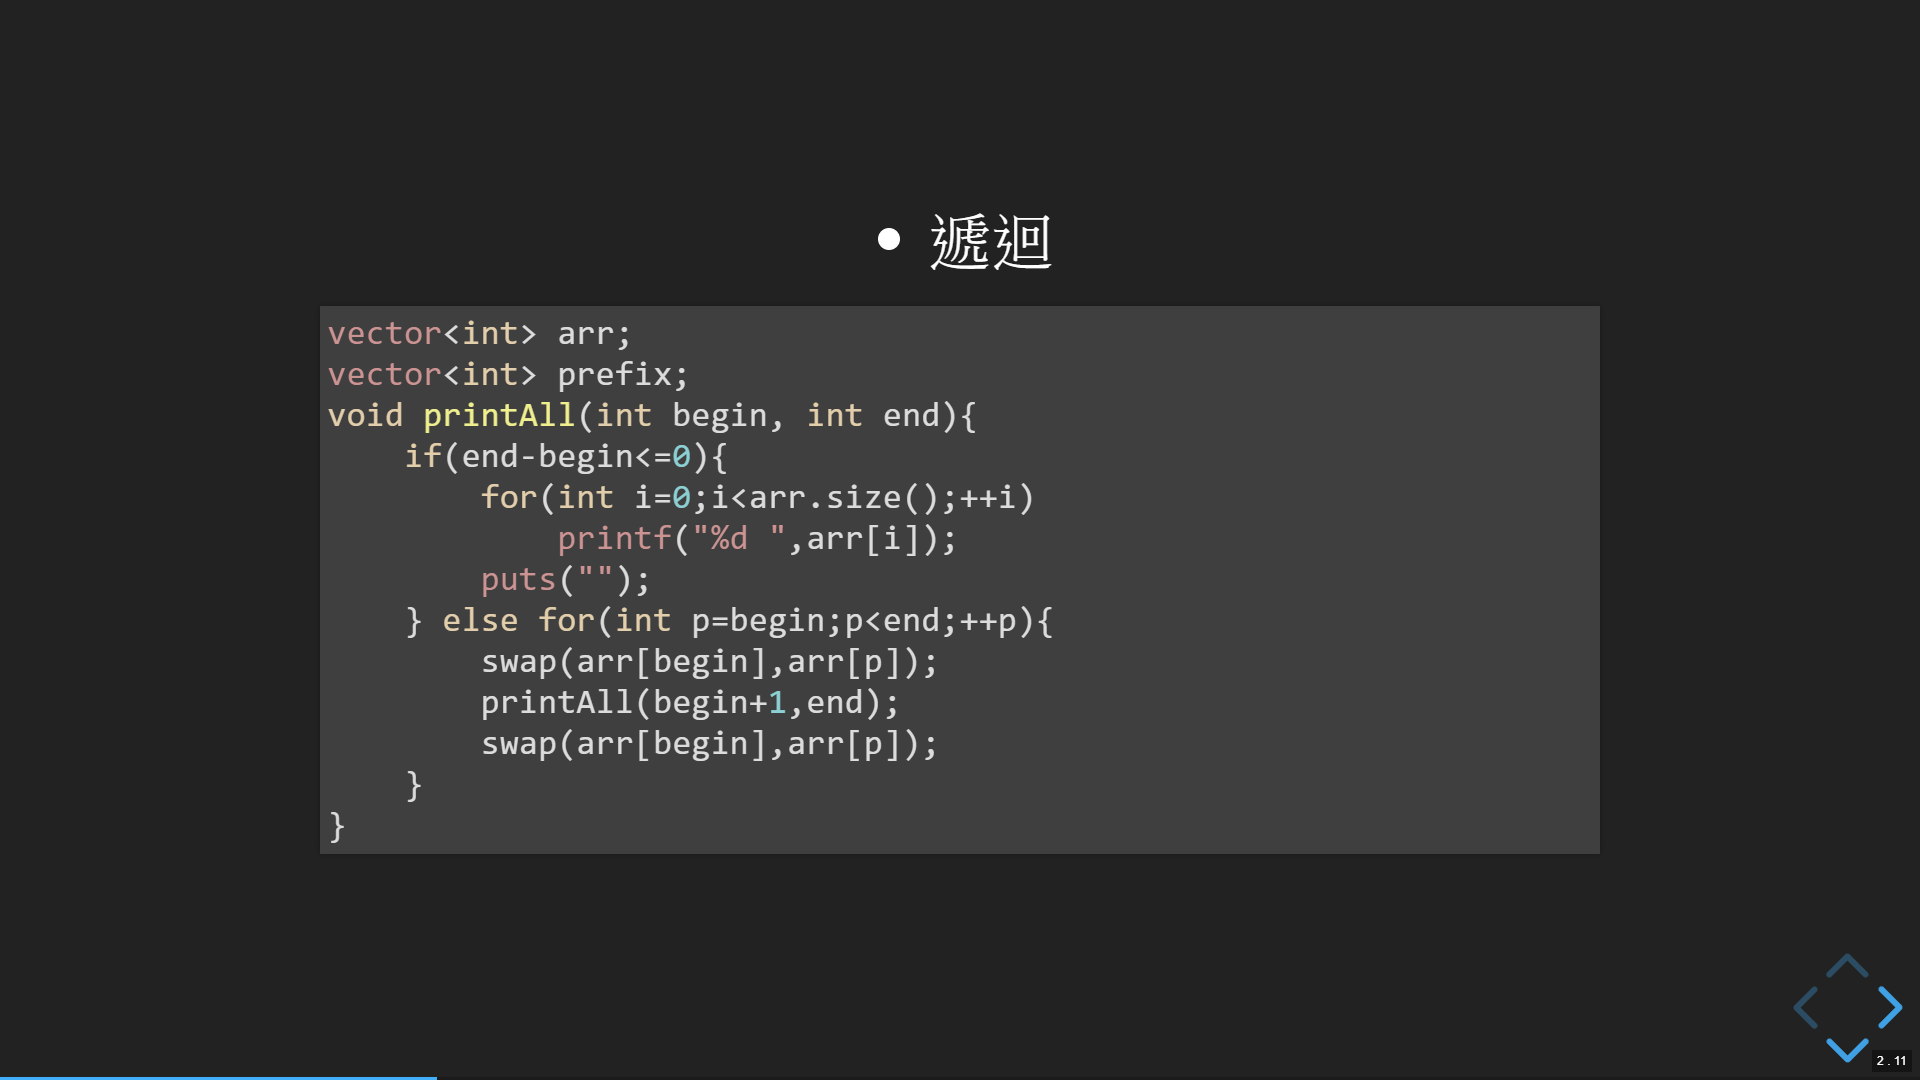 • 遞迴
vector<int> arr;
vector<int> prefix;
void printAll(int begin, int end){
    if(end-begin<=0){
        for(int i=0;i<arr.size();++i)
            printf("%d ",arr[i]);
        puts("");
    } else for(int p=begin;p<end;++p){
        swap(arr[begin],arr[p]);
        printAll(begin+1,end);
        swap(arr[begin],arr[p]);
    }
}
2 . 11